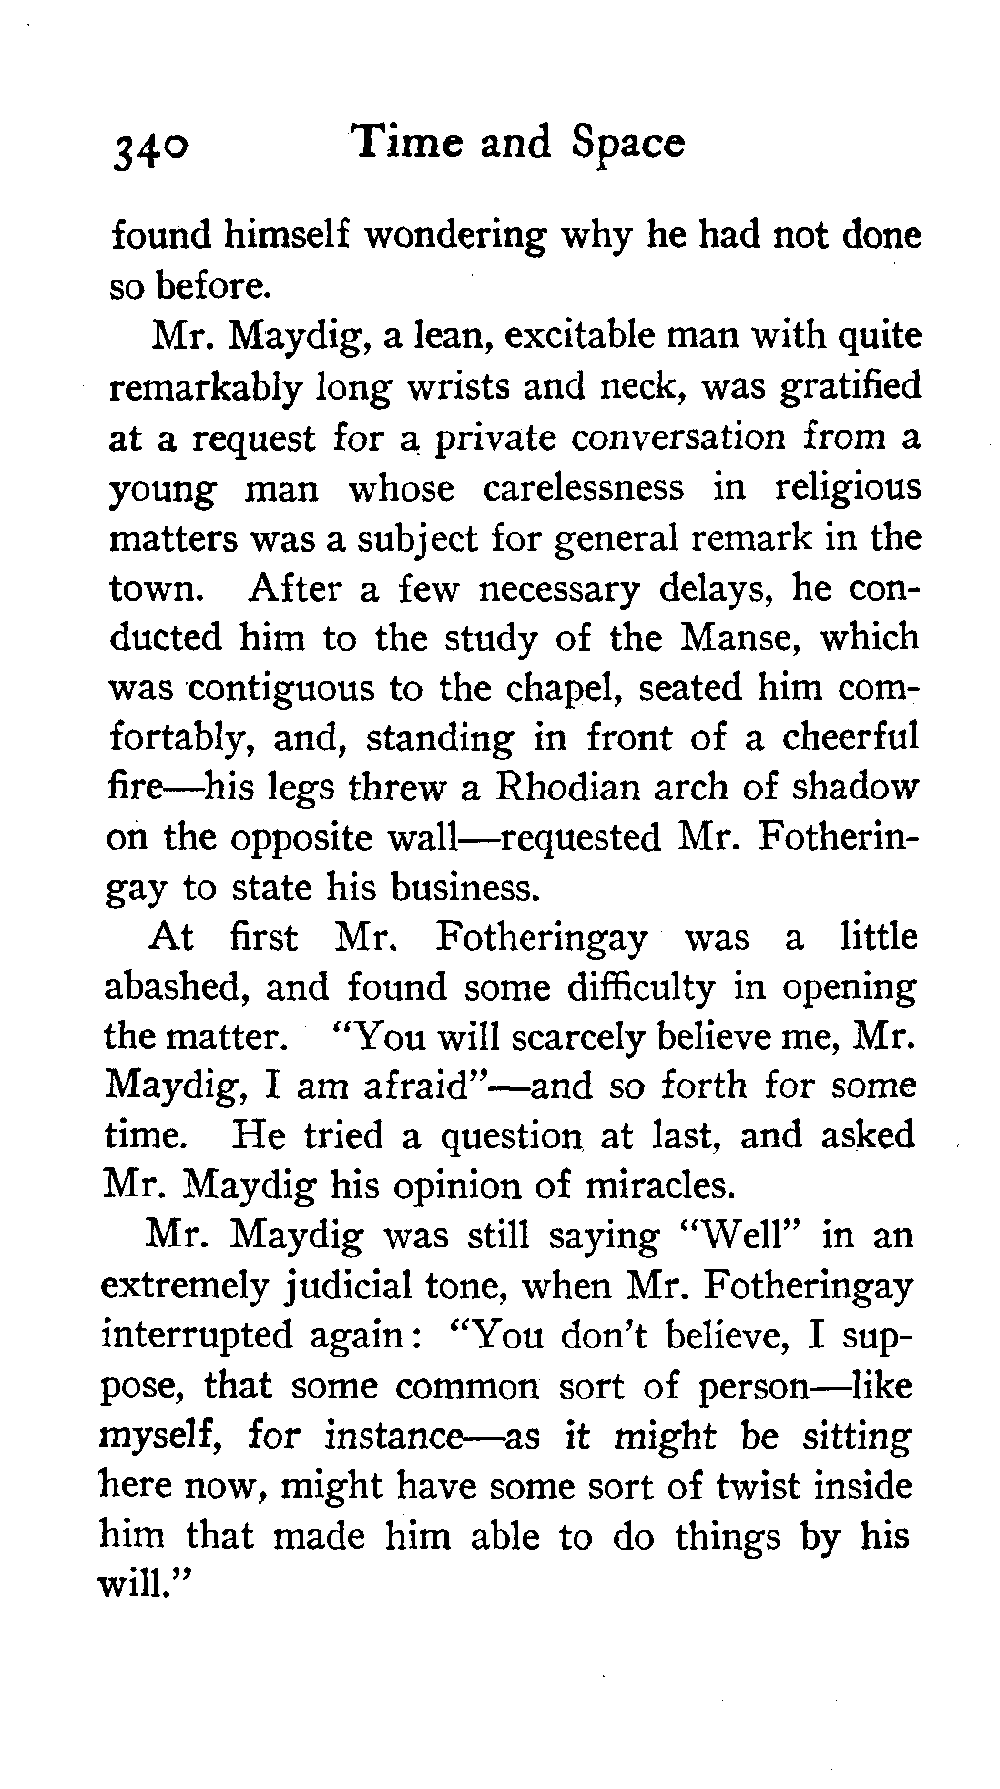 340 Time and Space
found himself wondering why he had not done
so before.
Mr. Maydig, a lean, excitable man with quite
remarkably long wrists and neck, was gratified
at a request for a private conversation from a
young man whose carelessness in religious
matters was a subject for general remark in the
town. After a few necessary delays, he con-
ducted him to the study of the Manse, which
was contiguous to the chapel, seated him com-
fortably, and, standing in front of a cheerful
fire—his legs threw a Rhodian arch of shadow
on the opposite wall—requested Mr. Fotherin-
gay to state his business.
At first Mr. Fotheringay was a little
abashed, and found some difficulty in opening
the matter. “You will scarcely believe me, Mr.
Maydig, I am afraid”—and so forth for some
time. He tried a question at last, and asked
Mr. Maydig his opinion of miracles.
Mr. Maydig was still saying “Well” in an
extremely judicial tone, when Mr. Fotheringay
interrupted again: “You don’t believe, I sup-
pose, that some common sort of person—like
myself, for instance—as it might be sitting
here now, might have some sort of twist inside
him that made him able to do things by his
will.”